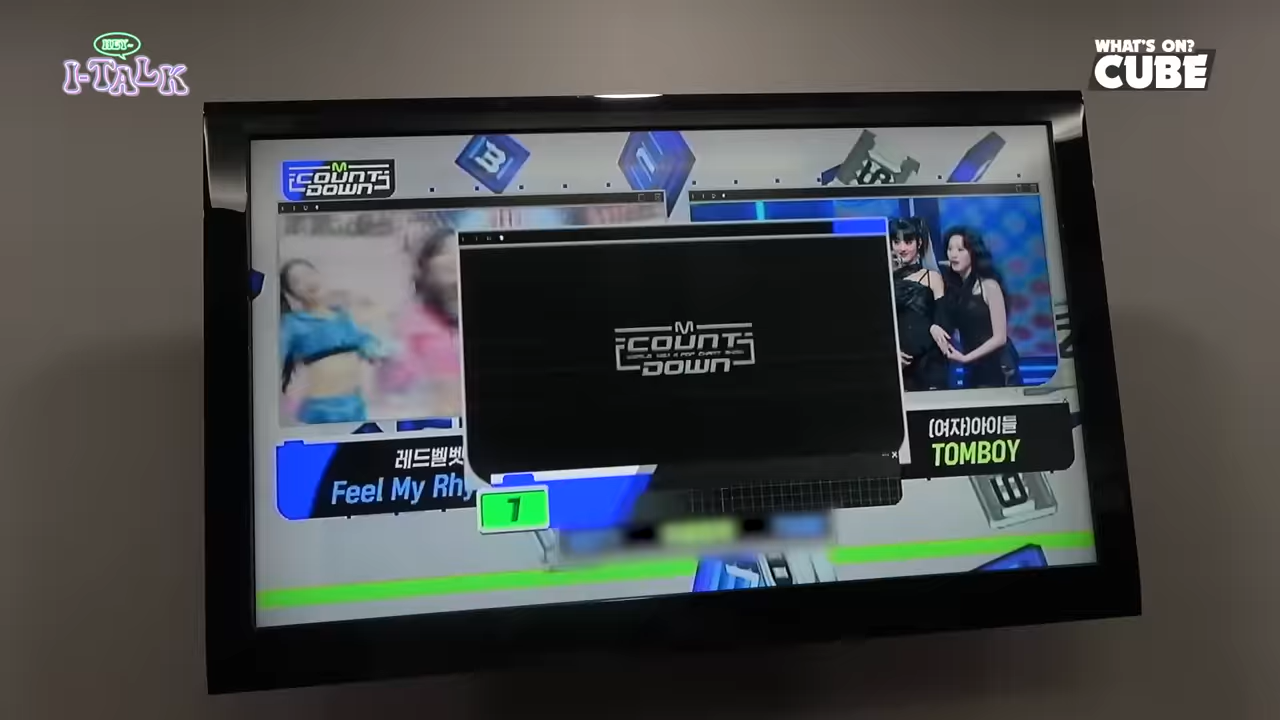 HEY~
I-TALK
WHAT'S ON?
CUBE
M
COUNT
DOWN
M
COUNT
DOWN
레드벨벳
Feel My Rhy
(여자)아이들
TOMBOY
1